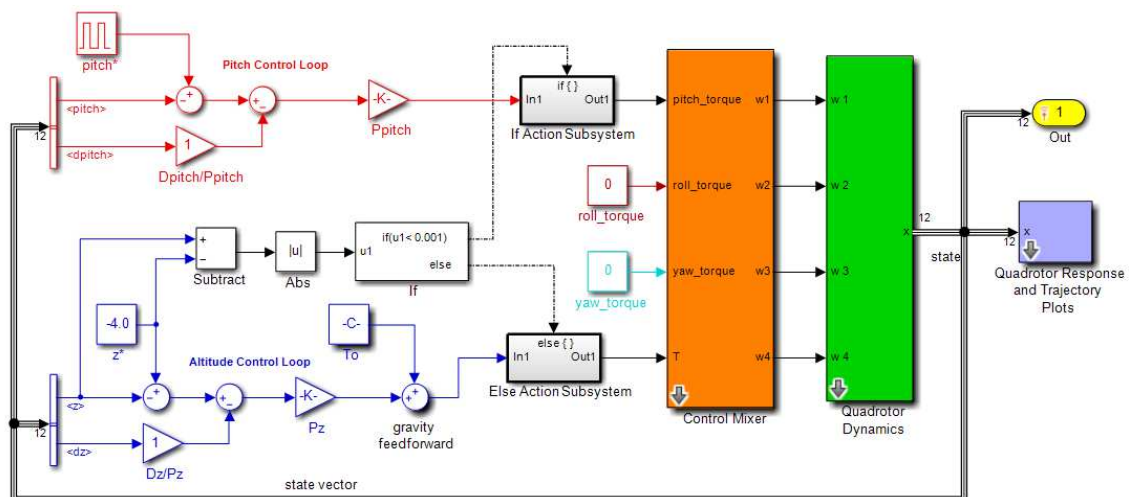 pitch*
Pitch Control Loop
<pitch>
12
<dpitch>
1
Dpitch/Ppitch
+
−
+
−
-K-
Ppitch
if { }
In1
Out1
If Action Subsystem
pitch_torque
w1
w 1
0
roll_torque
roll_torque
w2
w 2
0
yaw_torque
yaw_torque
w3
w 3
T
w4
w 4
Control Mixer
Quadrotor
Dynamics
x
12
state
12
1
Out
12
x
Quadrotor Response
and Trajectory
Plots
+
−
Subtract
|u|
Abs
u1
if(u1< 0.001)
else
If
-4.0
z*
-C-
To
else { }
In1
Out1
Else Action Subsystem
Altitude Control Loop
<z>
12
<dz>
1
Dz/Pz
+
−
+
−
-K-
Pz
+
+
gravity
feedforward
state vector